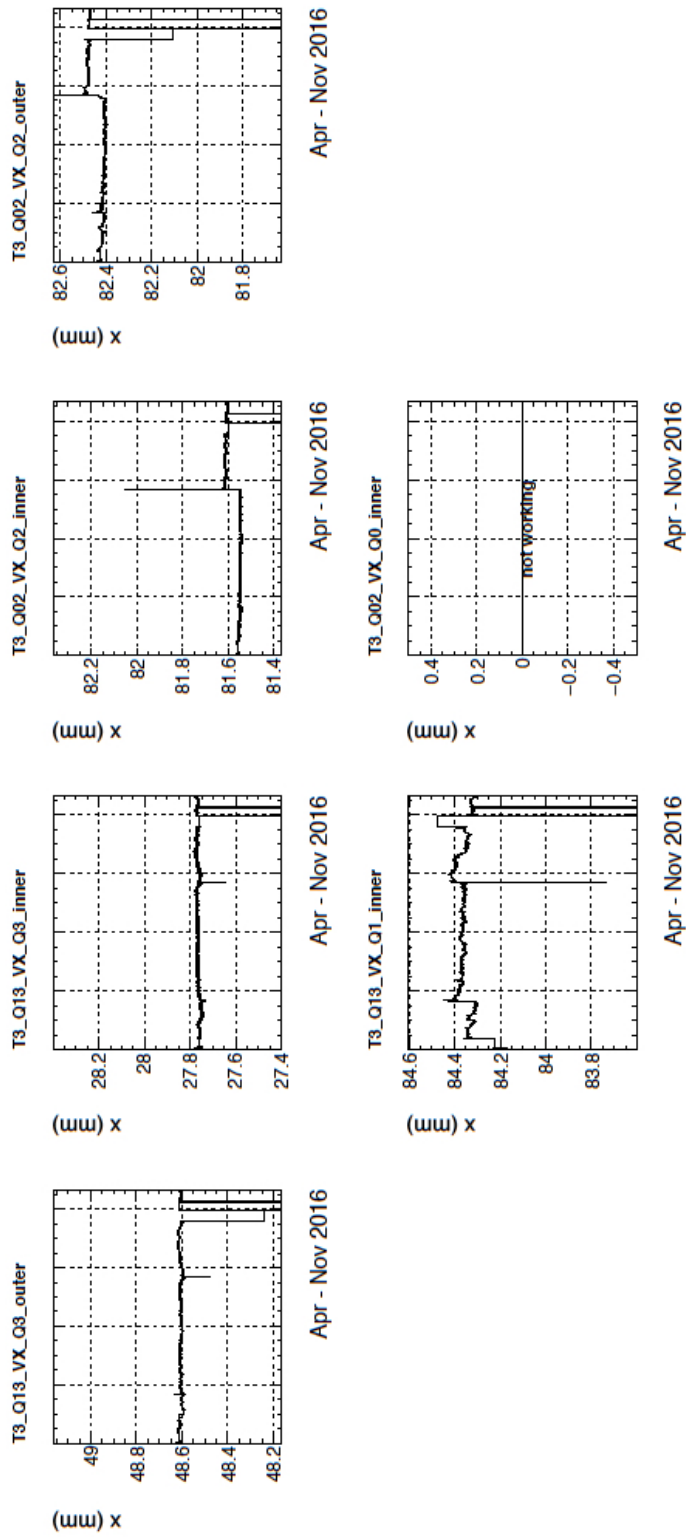 T3_Q13_VX_Q3_outer
x (mm)
49
48.8
48.6
48.4
48.2
Apr - Nov 2016
T3_Q13_VX_Q3_inner
x (mm)
28.2
28
27.8
27.6
27.4
Apr - Nov 2016
T3_Q02_VX_Q2_inner
x (mm)
82.2
82
81.8
81.6
81.4
Apr - Nov 2016
T3_Q02_VX_Q2_outer
x (mm)
82.6
82.4
82.2
82
81.8
Apr - Nov 2016
T3_Q13_VX_Q1_inner
x (mm)
84.6
84.4
84.2
84
83.8
Apr - Nov 2016
T3_Q02_VX_Q0_inner
x (mm)
0.4
0.2
0
−0.2
−0.4
not working
Apr - Nov 2016